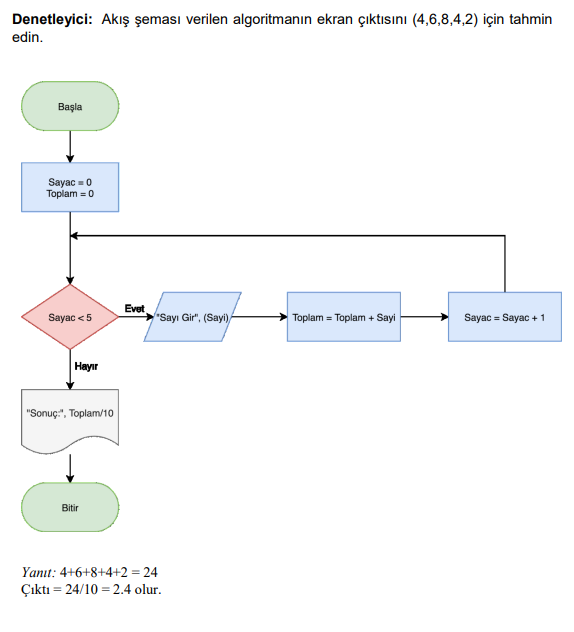 Denetleyici: Akış şeması verilen algoritmanın ekran çıktısını (4,6,8,4,2) için tahmin
edin.
Başla
Sayac = 0
Toplam = 0
Sayac < 5
Evet
"Sayı Gir", (Sayi)
Toplam = Toplam + Sayi
Sayac = Sayac + 1
Hayır
"Sonuç:", Toplam/10
Bitir
Yanıt: 4+6+8+4+2 = 24
Çıktı = 24/10 = 2.4 olur.